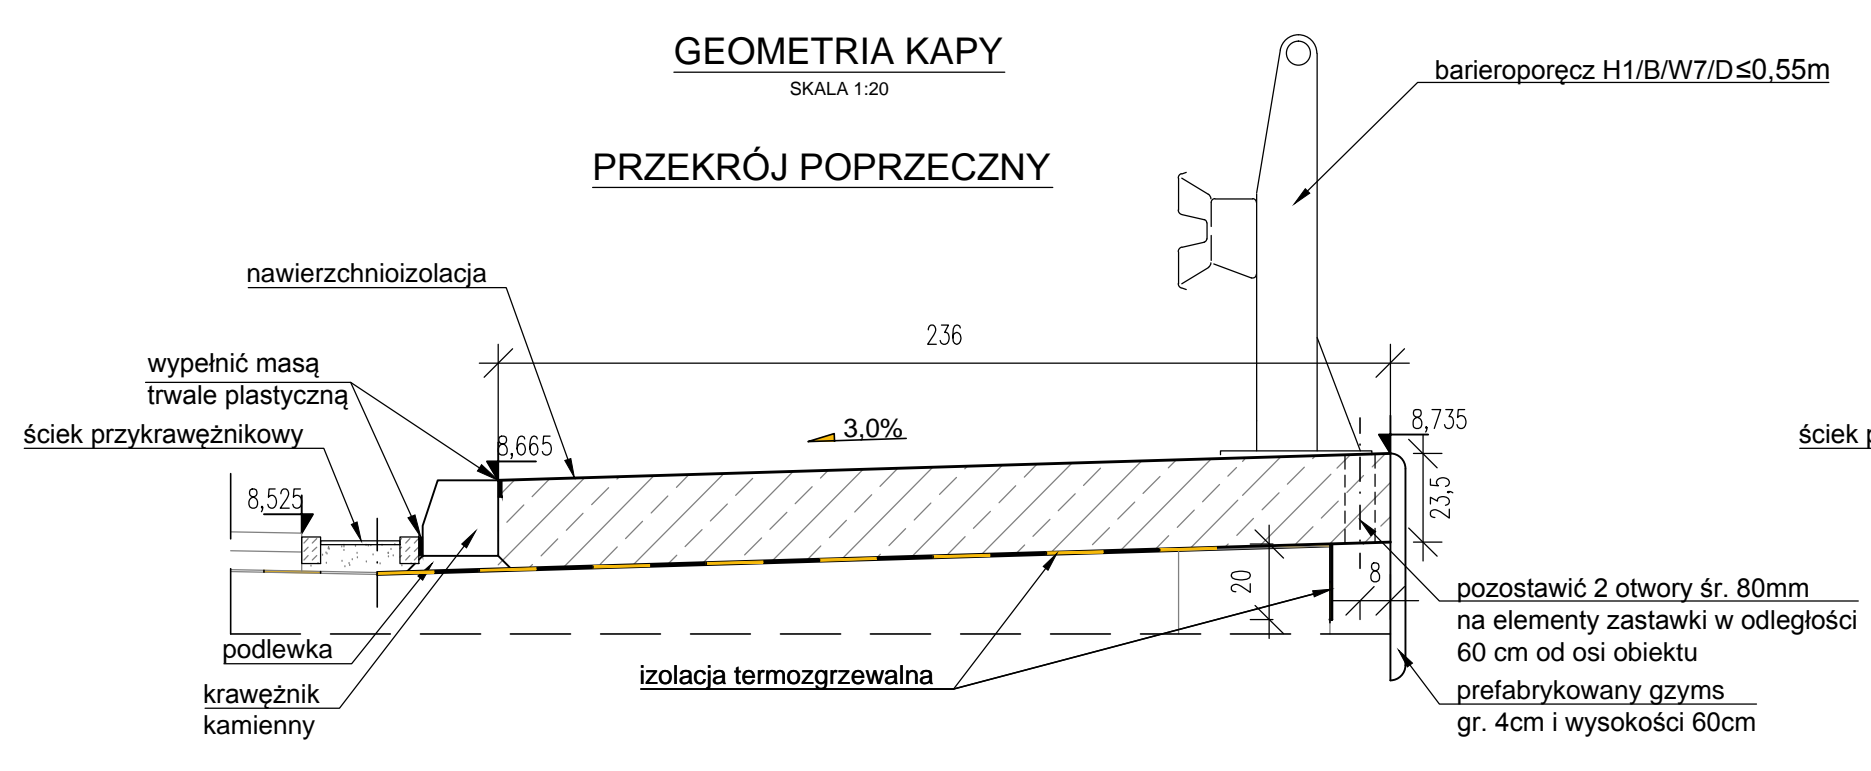 GEOMETRIA KAPY
SKALA 1:20
PRZEKRÓJ POPRZECZNY
barieroporęcz H1/B/W7/D≤0,55m
nawierzchnioizolacja
236
wypełnić masą
trwale plastyczną
ściek przykrawężnikowy
3,0%
8,665
8,735
ściek p
8,525
23,5
20
8
pozostawić 2 otwory śr. 80mm
na elementy zastawki w odległości
60 cm od osi obiektu
podlewka
izolacja termozgrzewalna
krawężnik
kamienny
prefabrykowany gzyms
gr. 4cm i wysokości 60cm